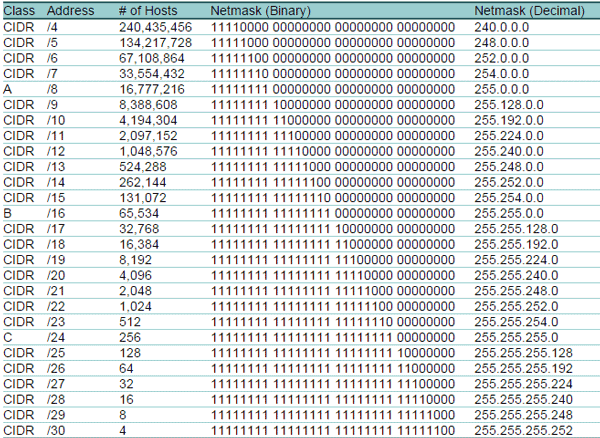 Class Address # of Hosts Netmask (Binary) Netmask (Decimal)
CIDR /4 240,435,456 11110000 00000000 00000000 00000000 240.0.0.0
CIDR /5 134,217,728 11111000 00000000 00000000 00000000 248.0.0.0
CIDR /6 67,108,864 11111100 00000000 00000000 00000000 252.0.0.0
CIDR /7 33,554,432 11111110 00000000 00000000 00000000 254.0.0.0
A /8 16,777,216 11111111 00000000 00000000 00000000 255.0.0.0
CIDR /9 8,388,608 11111111 10000000 00000000 00000000 255.128.0.0
CIDR /10 4,194,304 11111111 11000000 00000000 00000000 255.192.0.0
CIDR /11 2,097,152 11111111 11100000 00000000 00000000 255.224.0.0
CIDR /12 1,048,576 11111111 11110000 00000000 00000000 255.240.0.0
CIDR /13 524,288 11111111 11111000 00000000 00000000 255.248.0.0
CIDR /14 262,144 11111111 11111100 00000000 00000000 255.252.0.0
CIDR /15 131,072 11111111 11111110 00000000 00000000 255.254.0.0
B /16 65,534 11111111 11111111 00000000 00000000 255.255.0.0
CIDR /17 32,768 11111111 11111111 10000000 00000000 255.255.128.0
CIDR /18 16,384 11111111 11111111 11000000 00000000 255.255.192.0
CIDR /19 8,192 11111111 11111111 11100000 00000000 255.255.224.0
CIDR /20 4,096 11111111 11111111 11110000 00000000 255.255.240.0
CIDR /21 2,048 11111111 11111111 11111000 00000000 255.255.248.0
CIDR /22 1,024 11111111 11111111 11111100 00000000 255.255.252.0
CIDR /23 512 11111111 11111111 11111110 00000000 255.255.254.0
C /24 256 11111111 11111111 11111111 00000000 255.255.255.0
CIDR /25 128 11111111 11111111 11111111 10000000 255.255.255.128
CIDR /26 64 11111111 11111111 11111111 11000000 255.255.255.192
CIDR /27 32 11111111 11111111 11111111 11100000 255.255.255.224
CIDR /28 16 11111111 11111111 11111111 11110000 255.255.255.240
CIDR /29 8 11111111 11111111 11111111 11111000 255.255.255.248
CIDR /30 4 11111111 11111111 11111111 11111100 255.255.255.252